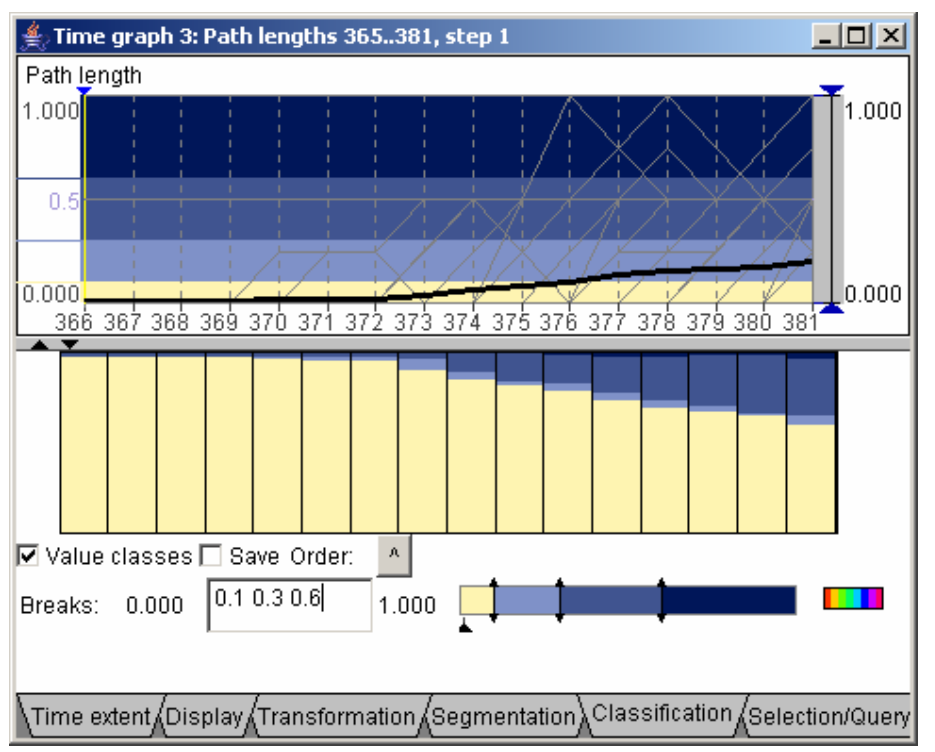 Time graph 3: Path lengths 365..381, step 1
Path length
1.000 1.000
0.5
0.000 0.000
366 367 368 369 370 371 372 373 374 375 376 377 378 379 380 381
Value classes Save Order: ^
Breaks: 0.000 0.1 0.3 0.6 1.000
Time extent Display Transformation Segmentation Classification Selection/Query